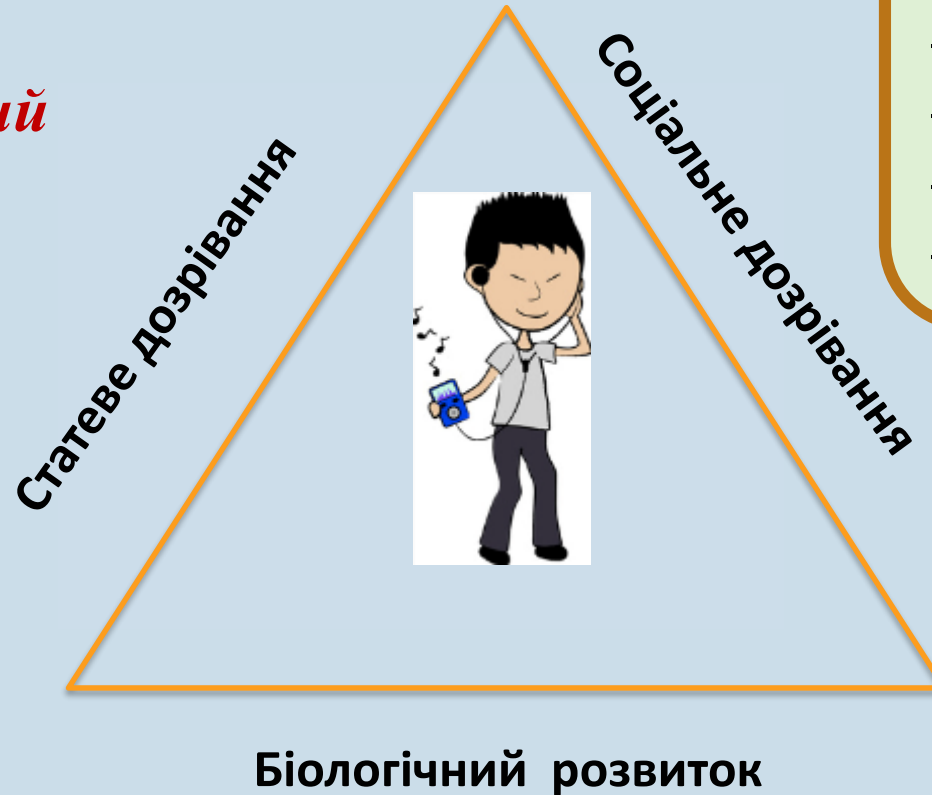 Статеве дозрівання
Соціальне дозрівання
Біологічний розвиток